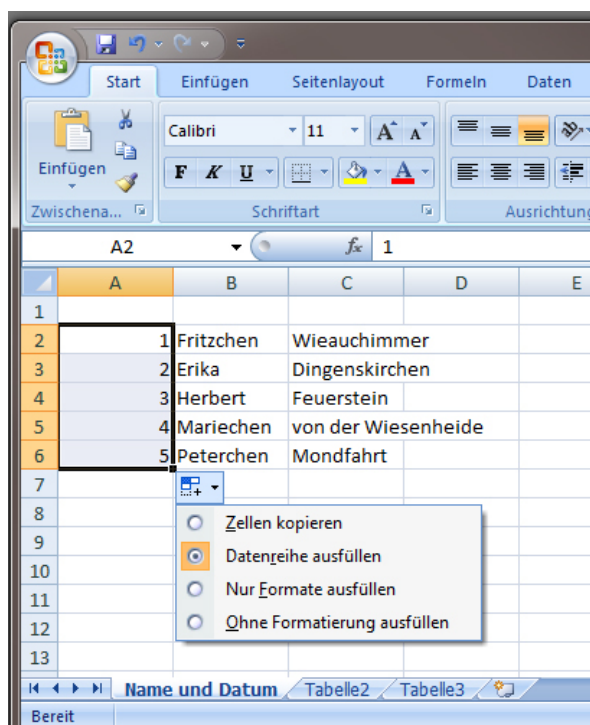 Start Einfügen Seitenlayout Formeln Daten
Calibri 11 A A
Einfügen
F K U A
Zwischena... Schriftart Ausrichtung
A2 fx 1
A B C D E
1
2 1 Fritzchen Wieauchimmer
3 2 Erika Dingenskirchen
4 3 Herbert Feuerstein
5 4 Mariechen von der Wiesenheide
6 5 Peterchen Mondfahrt
7
8 Zellen kopieren
9 Datenreihe ausfüllen
10 Nur Formate ausfüllen
11
12 Ohne Formatierung ausfüllen
13
Name und Datum Tabelle2 Tabelle3
Bereit